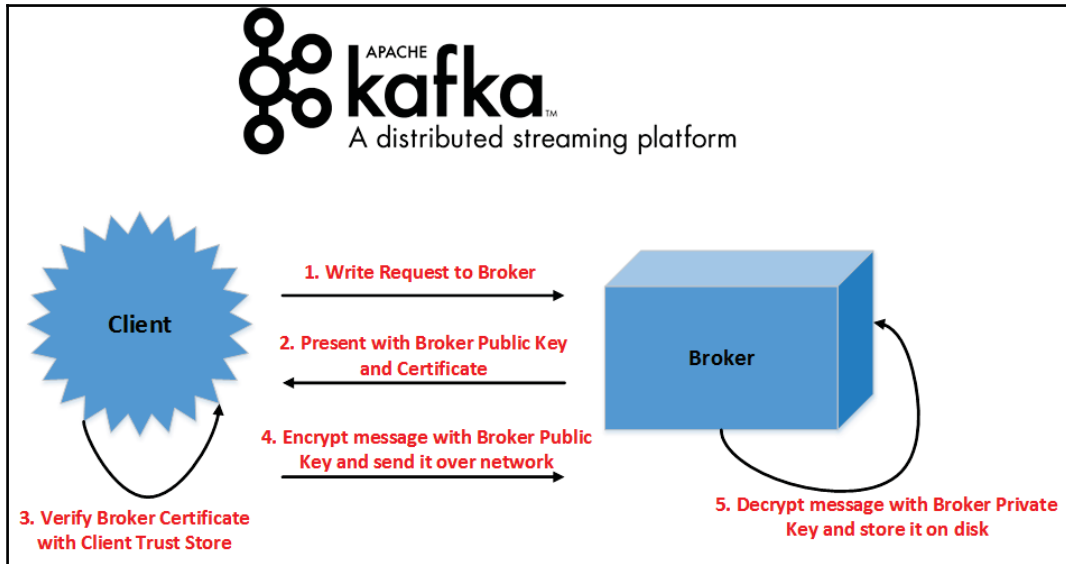 APACHE
kafka™
A distributed streaming platform
1. Write Request to Broker
Client
2. Present with Broker Public Key
and Certificate
Broker
4. Encrypt message with Broker Public
Key and send it over network
3. Verify Broker Certificate
with Client Trust Store
5. Decrypt message with Broker Private
Key and store it on disk